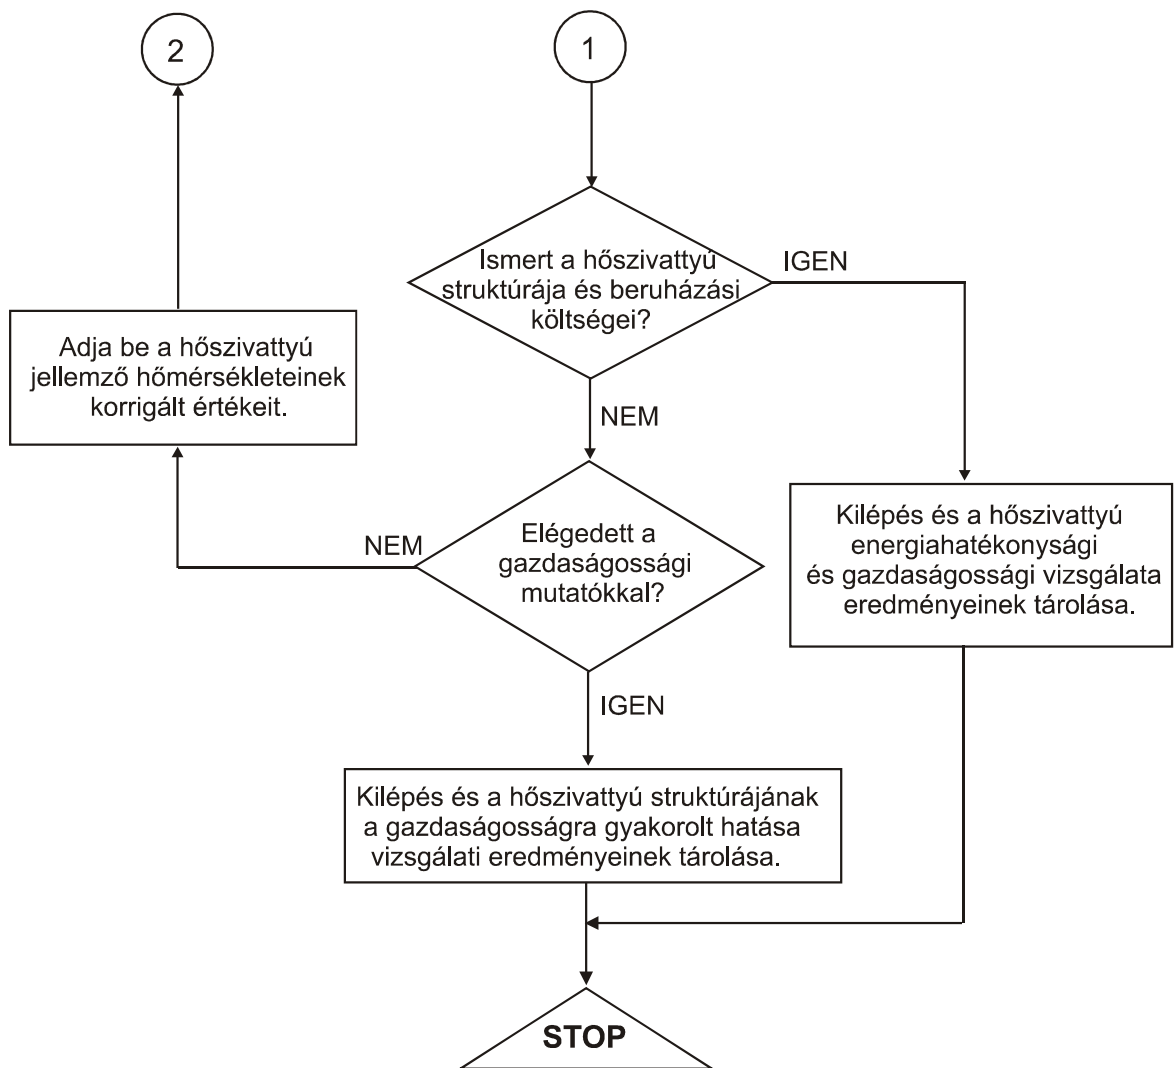 2
1
Ismert a hőszivattyú
struktúrája és beruházási
költségei?
IGEN
Adja be a hőszivattyú
jellemző hőmérsékleteinek
korrigált értékeit.
NEM
Elégedett a
gazdaságossági
mutatókkal?
NEM
Kilépés és a hőszivattyú
energiahatékonysági
és gazdaságossági vizsgálata
eredményeinek tárolása.
IGEN
Kilépés és a hőszivattyú struktúrájának
a gazdaságosságra gyakorolt hatása
vizsgálati eredményeinek tárolása.
STOP